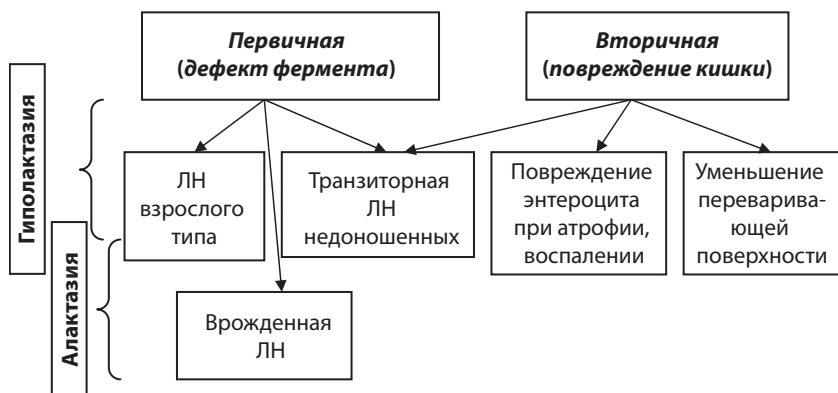 Первичная
(дефект фермента)
Вторичная
(повреждение кишки)
Гиполактазия
ЛН
взрослого
типа
Транзиторная
ЛН
недоношенных
Повреждение
энтероцита
при атрофии,
воспалении
Уменьшение
переварива-
ющей
поверхности
Алактазия
Врожденная
ЛН